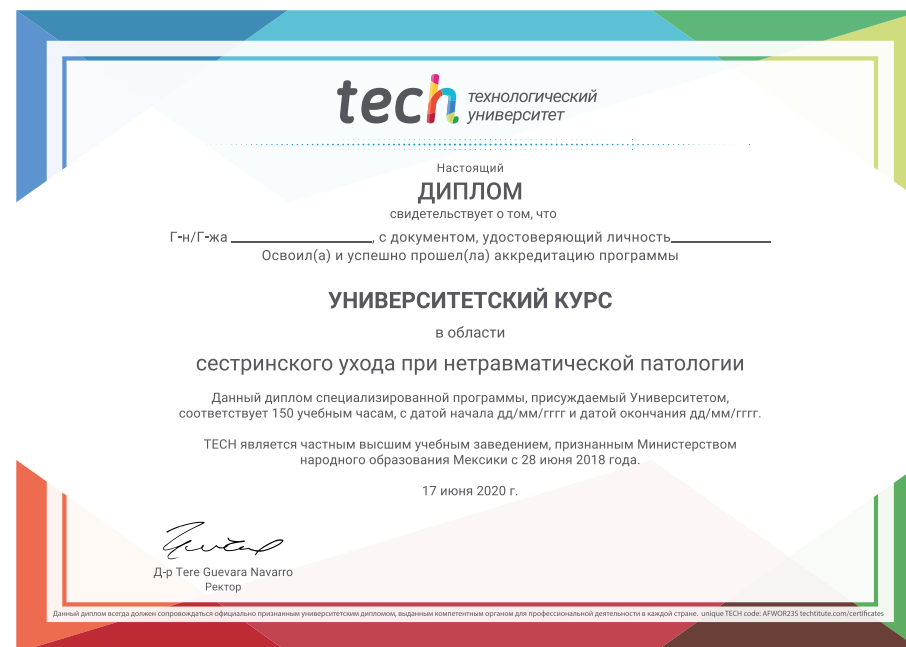 tech технологический
университет
Настоящий
ДИПЛОМ
свидетельствует о том, что
Г-н/Г-жа ____________________, с документом, удостоверяющий личность______________
Освоил(а) и успешно прошел(ла) аккредитацию программы
УНИВЕРСИТЕТСКИЙ КУРС
в области
сестринского ухода при нетравматической патологии
Данный диплом специализированной программы, присуждаемый Университетом,
соответствует 150 учебным часам, с датой начала дд/мм/гггг и датой окончания дд/мм/гггг.
TECH является частным высшим учебным заведением, признанным Министерством
народного образования Мексики с 28 июня 2018 года.
17 июня 2020 г.
Д-р Tere Guevara Navarro
Ректор
Данный диплом всегда должен сопровождаться официально признанным университетским дипломом, выданным компетентным органом для профессиональной деятельности в каждой стране. unique TECH code: AFWOR23S techtitute.com/certificates